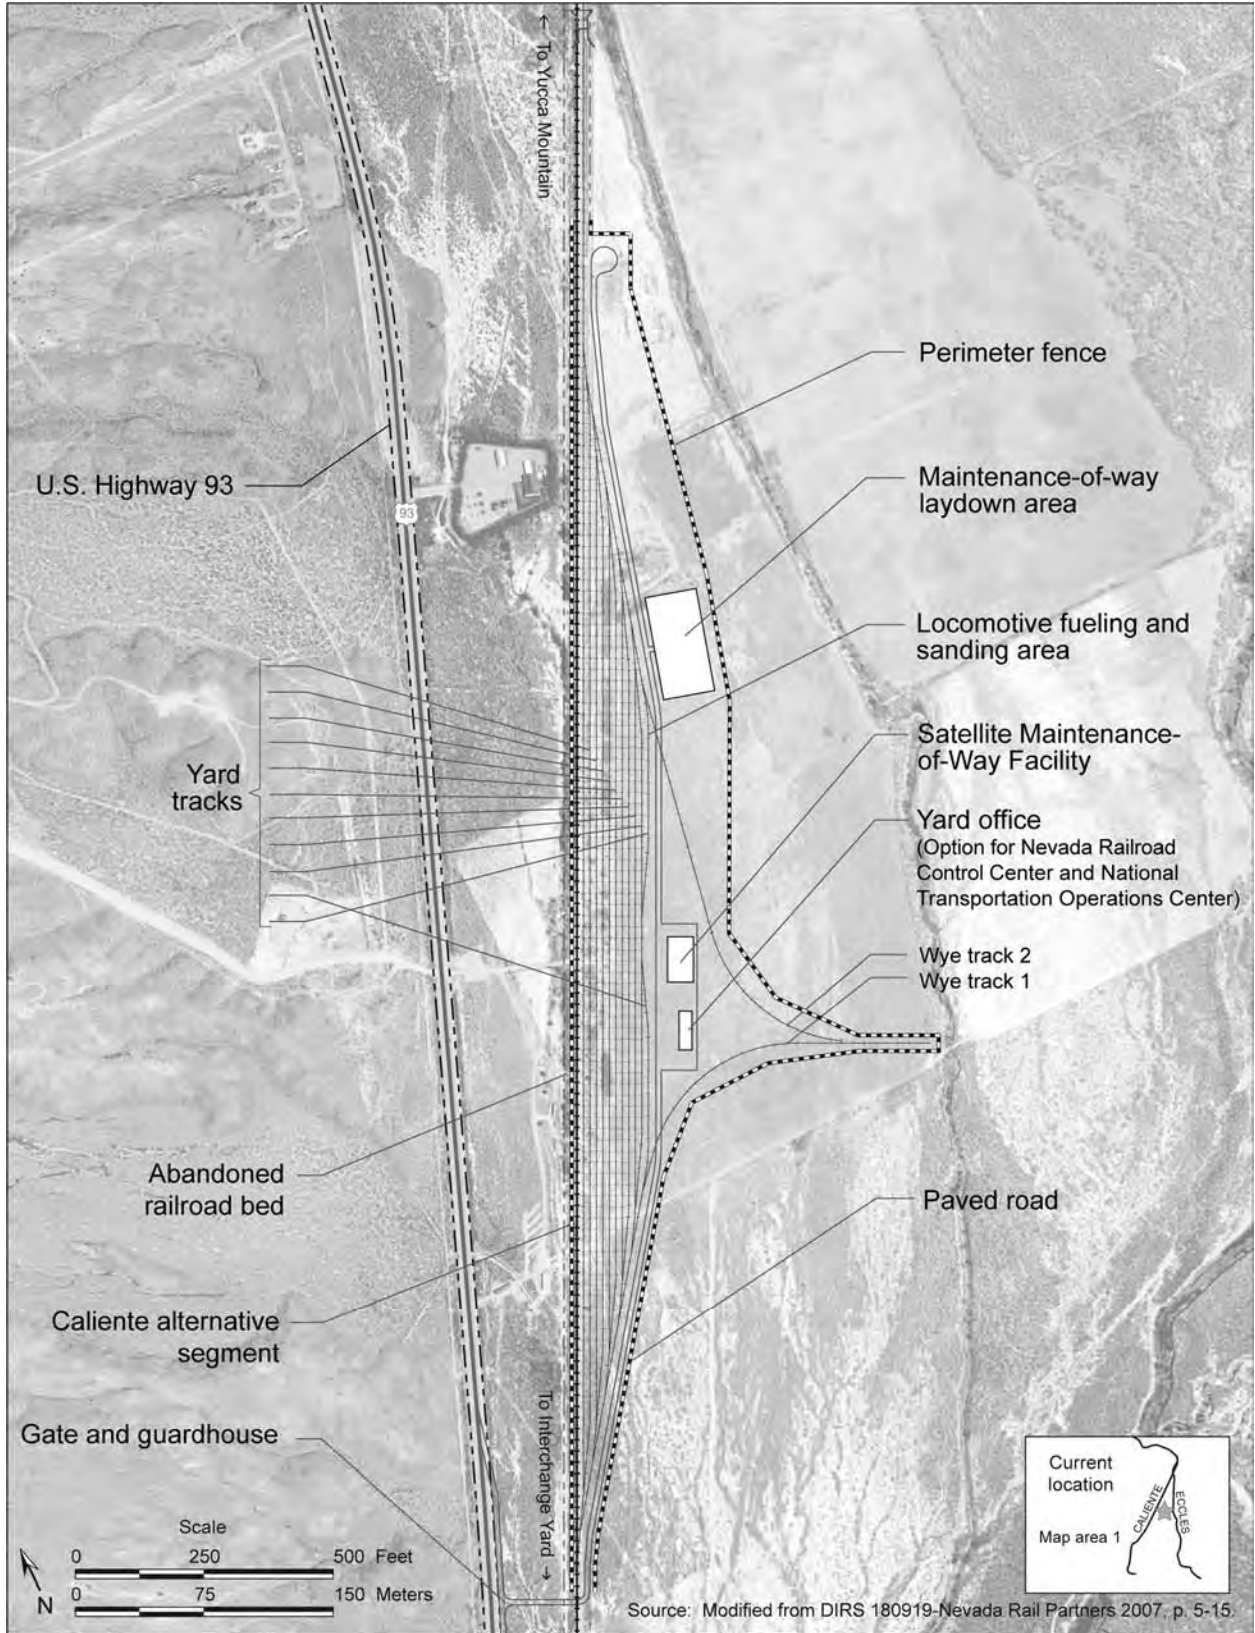 ← To Yucca Mountain
Perimeter fence
U.S. Highway 93
93
Maintenance-of-way
laydown area
Locomotive fueling and
sanding area
Satellite Maintenance-
of-Way Facility
Yard
tracks
Yard office
(Option for Nevada Railroad
Control Center and National
Transportation Operations Center)
Wye track 2
Wye track 1
Abandoned
railroad bed
Paved road
Caliente alternative
segment
To Interchange Yard →
Gate and guardhouse
Scale
0 250 500 Feet
0 75 150 Meters
N
Current
location
CALIENTE
ECCLES
Map area 1
Source: Modified from DIRS 180919-Nevada Rail Partners 2007, p. 5-15.